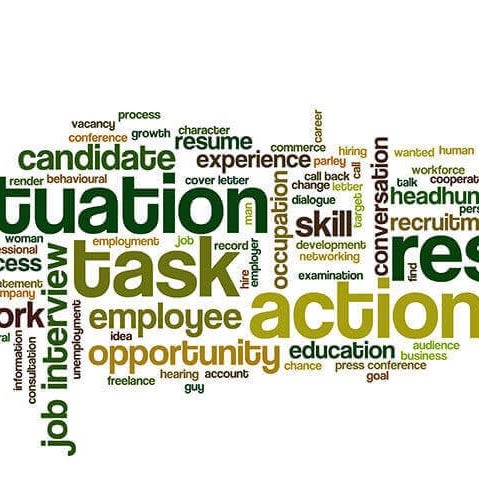 process
career
vacancy
character
conference
growth
resume
commerce
hiring
conversation
wanted
human
candidate
experience
parley
call
workforce
render
behavioural
cover letter
call back
letter
talk
cooperat
tuation
man
occupation
change
dialogue
target
headhun
skill
pers
recruitm
woman
employment
job
record
employer
development
res
essional
networking
cess
task
hire
examination
find
atement
mpany
job interview
unemployment
ork
employee
action
ral
idea
information
consultation
opportunity
education
audience
business
chance
press conference
freelance
hearing
account
goal
guy